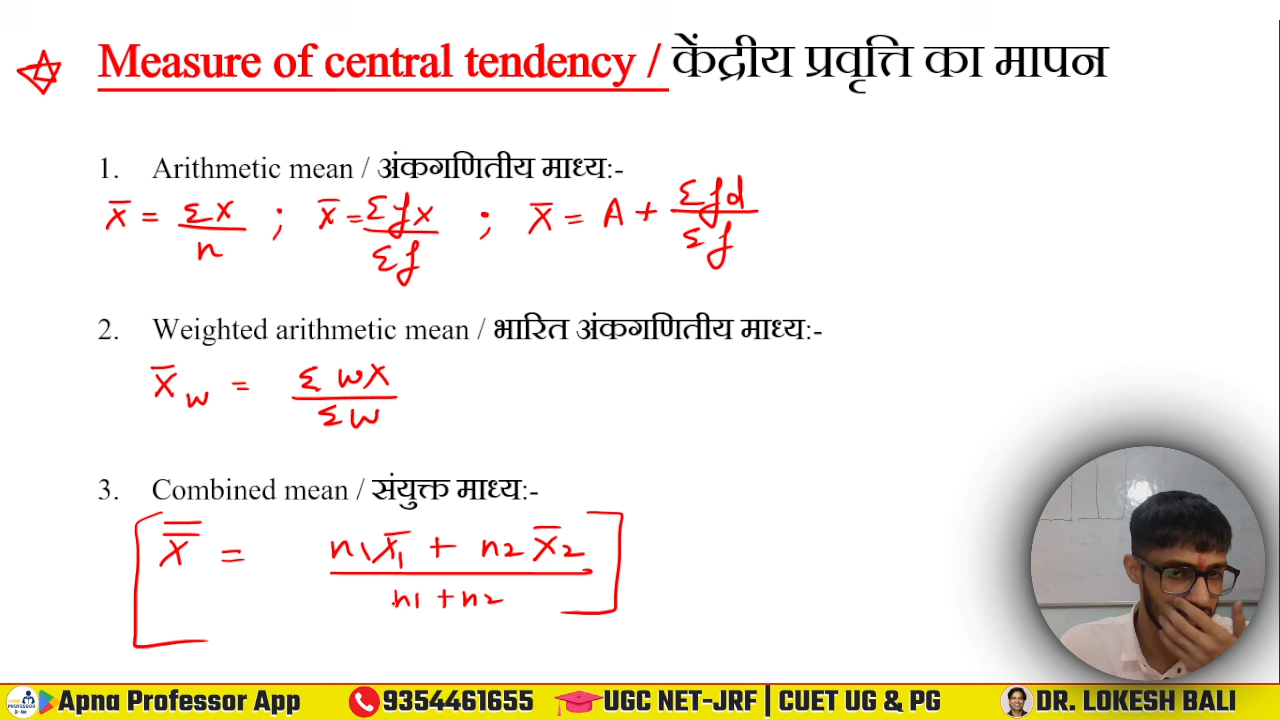 Measure of central tendency / केंद्रीय प्रवृत्ति का मापन
1. Arithmetic mean / अंकगणितीय माध्य:-
x̄ = Σx/n ; x̄ = Σfx/Σf ; x̄ = A + Σfd/Σf
2. Weighted arithmetic mean / भारित अंकगणितीय माध्य:-
x̄w = Σwx/Σw
3. Combined mean / संयुक्त माध्य:-
x̿ = n1x̄1 + n2x̄2 / n1 + n2
Apna Professor App 9354461655 UGC NET-JRF | CUET UG & PG DR. LOKESH BALI